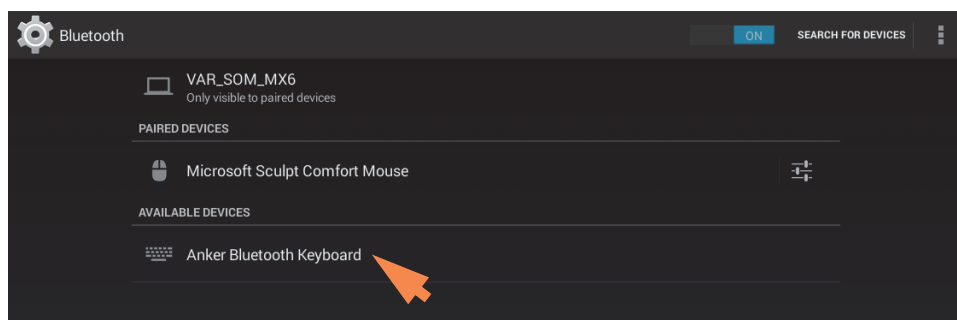 Bluetooth
ON
SEARCH FOR DEVICES
VAR_SOM_MX6
Only visible to paired devices
PAIRED DEVICES
Microsoft Sculpt Comfort Mouse
AVAILABLE DEVICES
Anker Bluetooth Keyboard